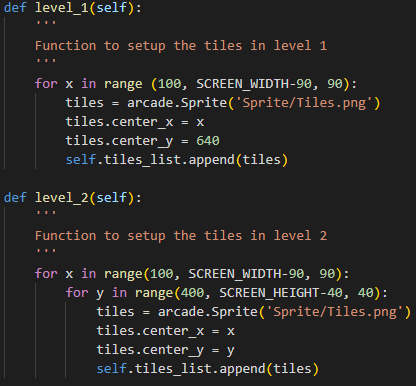 def level_1(self):
    '''
    Function to setup the tiles in level 1
    '''
    for x in range (100, SCREEN_WIDTH-90, 90):
        tiles = arcade.Sprite('Sprite/Tiles.png')
        tiles.center_x = x
        tiles.center_y = 640
        self.tiles_list.append(tiles)

def level_2(self):
    '''
    Function to setup the tiles in level 2
    '''
    for x in range(100, SCREEN_WIDTH-90, 90):
        for y in range(400, SCREEN_HEIGHT-40, 40):
            tiles = arcade.Sprite('Sprite/Tiles.png')
            tiles.center_x = x
            tiles.center_y = y
            self.tiles_list.append(tiles)